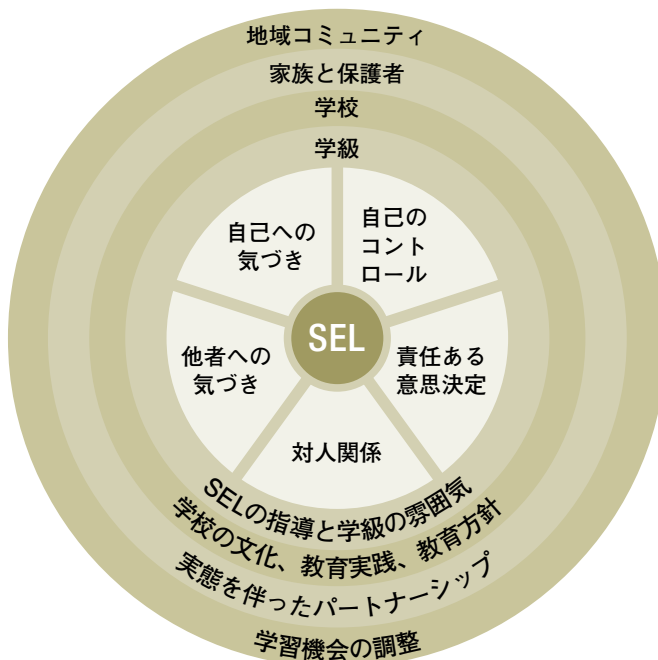 地域コミュニティ
家族と保護者
学校
学級
自己への
気づき
自己の
コント
ロール
SEL
他者への
気づき
責任ある
意思決定
対人関係
SELの指導と学級の雰囲気
学校の文化、教育実践、教育方針
実態を伴ったパートナーシップ
学習機会の調整